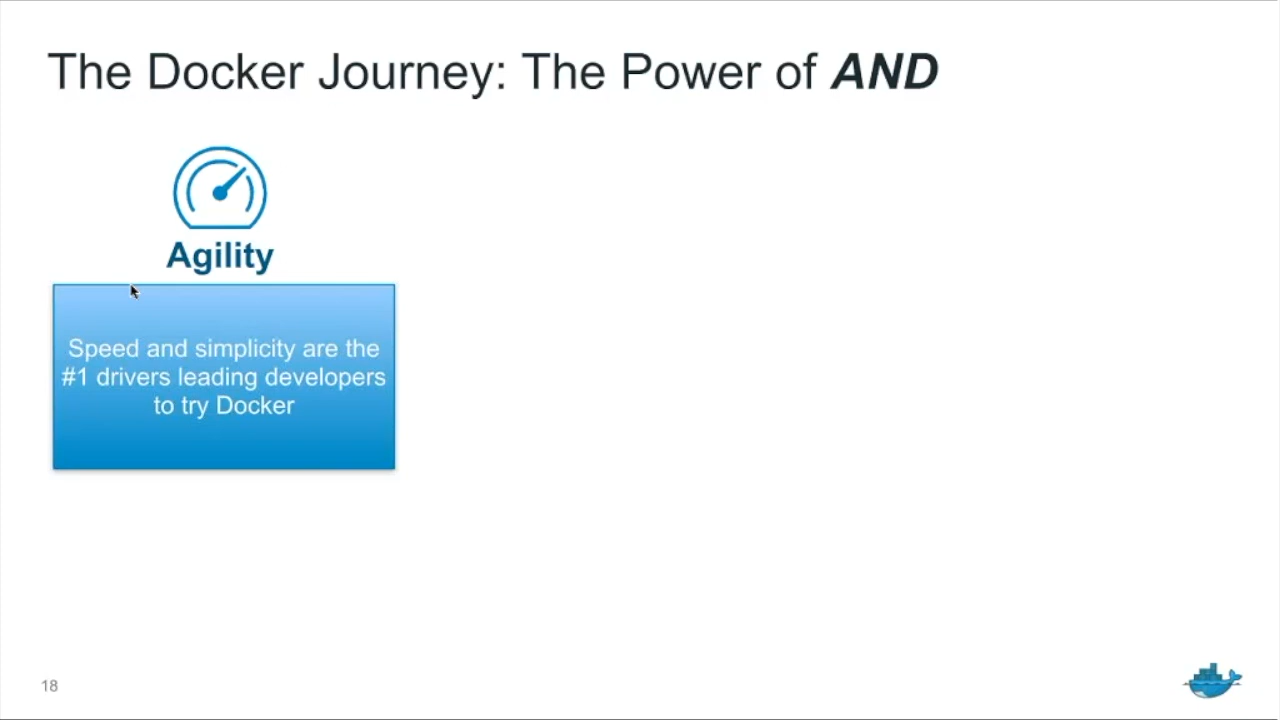 The Docker Journey: The Power of AND
Agility
Speed and simplicity are the
#1 drivers leading developers
to try Docker
18